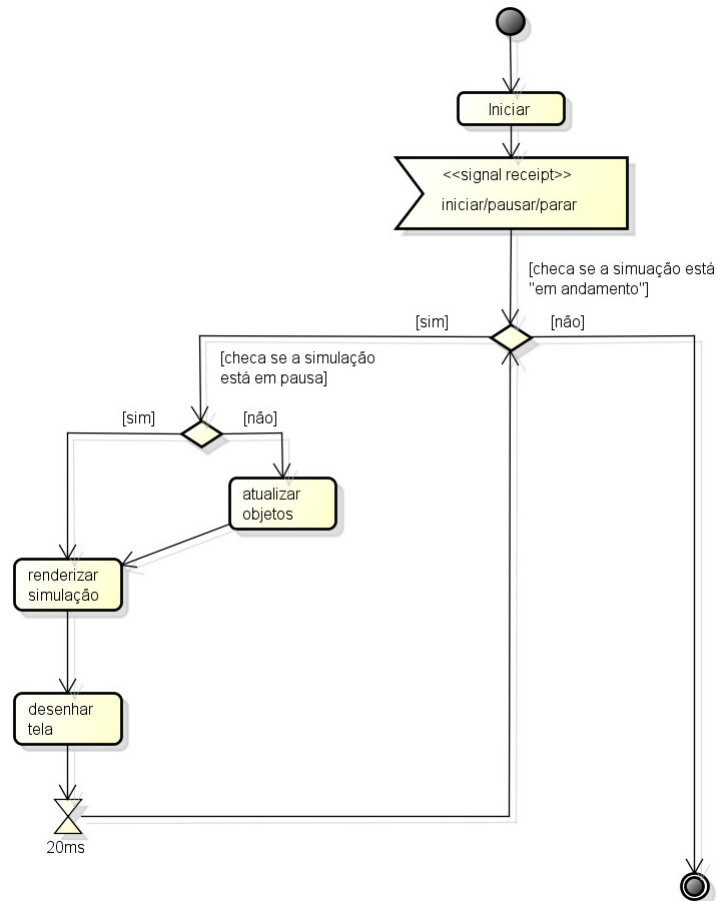 Iniciar
<<signal receipt>>
iniciar/pausar/parar
[checa se a simuação está
"em andamento"]
[sim]
[não]
[checa se a simulação
está em pausa]
[sim]
[não]
atualizar
objetos
renderizar
simulação
desenhar
tela
20ms